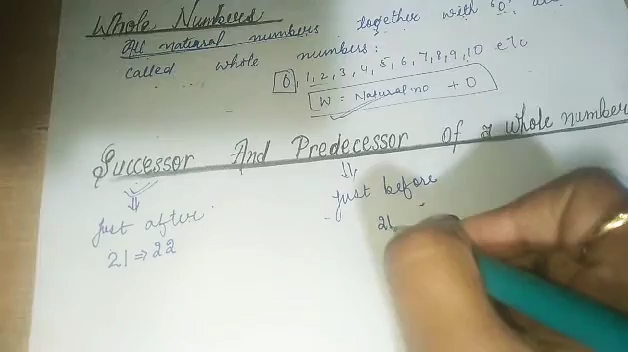 Whole Numbers:
All natural numbers together with '0', are
called whole numbers:
0, 1, 2, 3, 4, 5, 6, 7, 8, 9, 10 etc
W = Natural no + 0
Successor And Predecessor of a whole number
⇓ ⇓
Just after. Just before
21 ⇒ 22 21